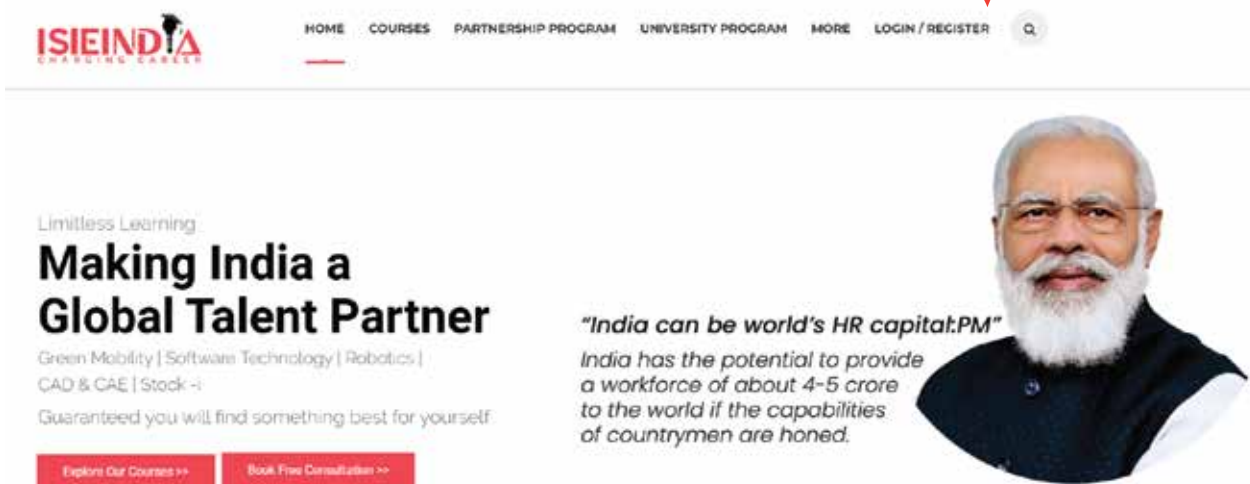 ISIEINDIA
CHARGING CAREER
HOME COURSES PARTNERSHIP PROGRAM UNIVERSITY PROGRAM MORE LOGIN / REGISTER
Limitless Learning
Making India a
Global Talent Partner
Green Mobility | Software Technology | Robotics |
CAD & CAE | Stock -i
Guaranteed you will find something best for yourself
Explore Our Courses >>
Book Free Consultation >>
“India can be world’s HR capital:PM”
India has the potential to provide
a workforce of about 4-5 crore
to the world if the capabilities
of countrymen are honed.